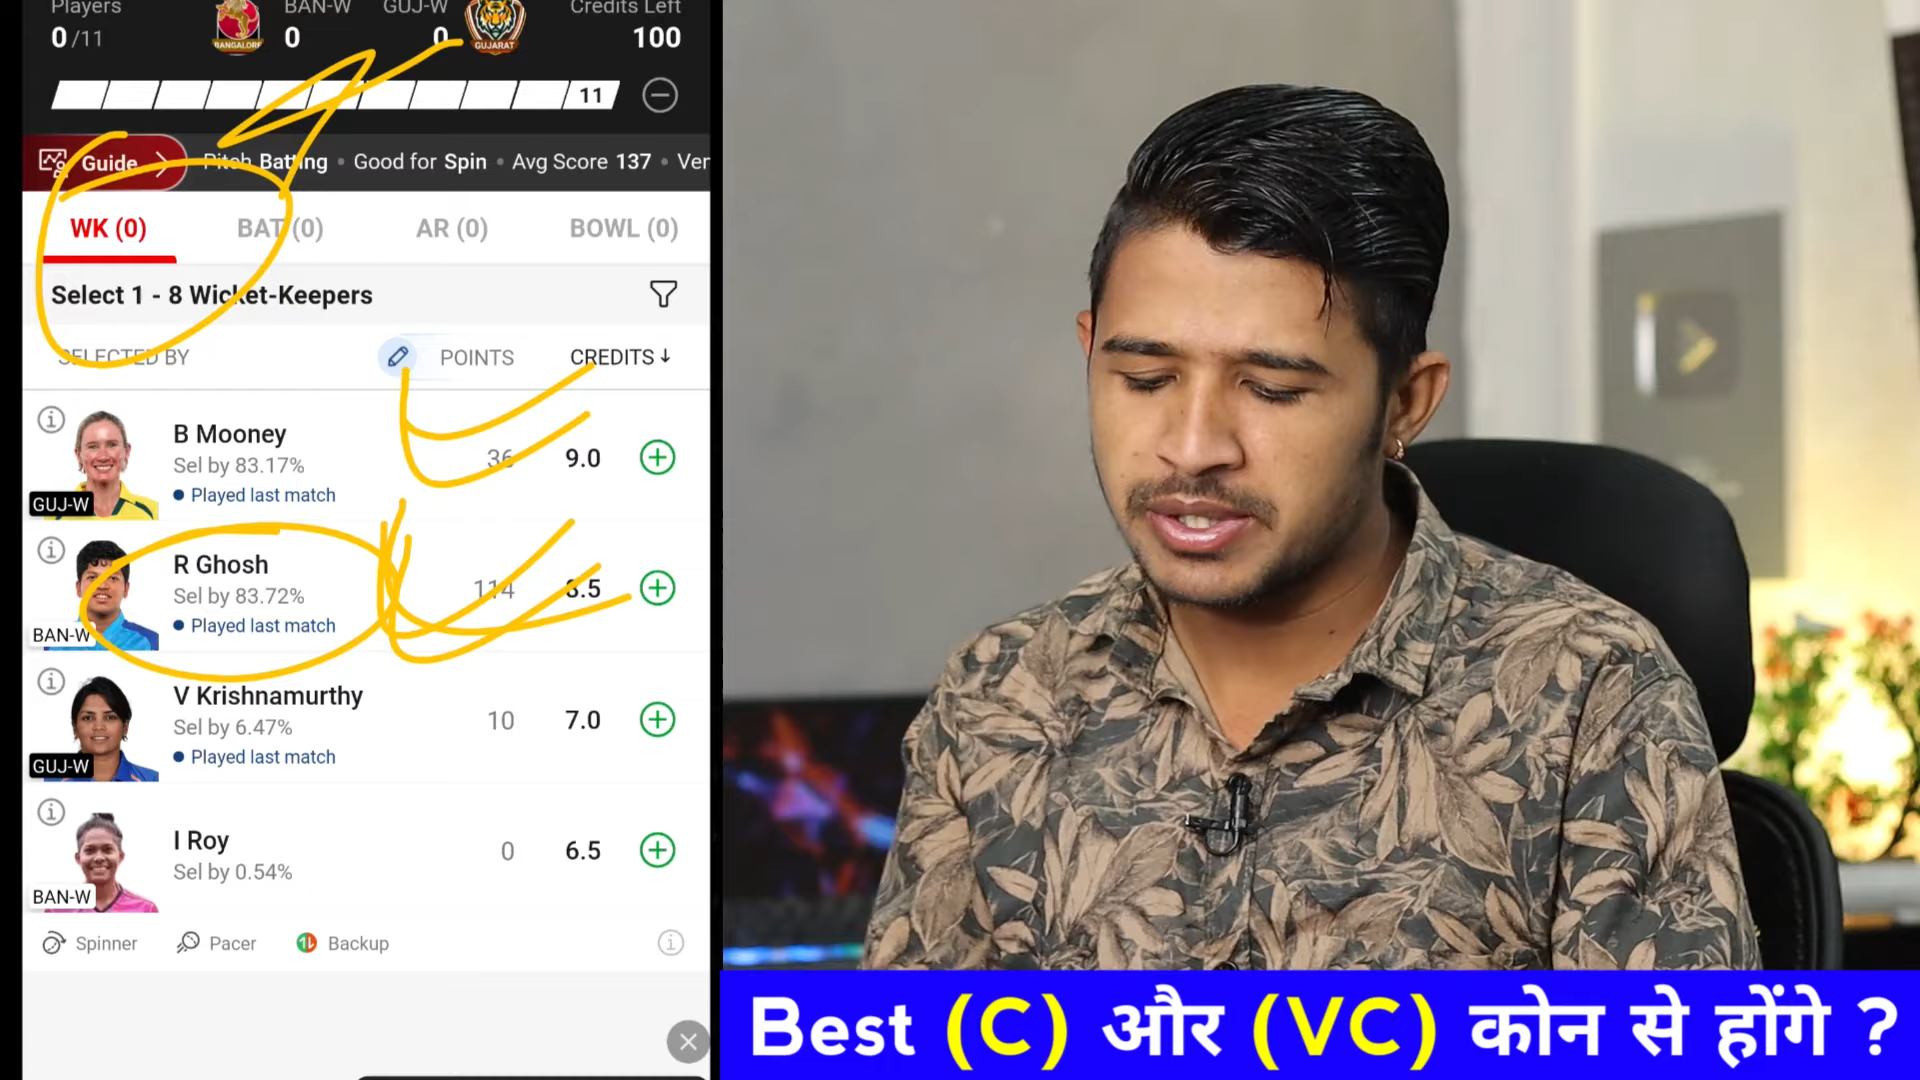 Players
BAN-W
GUJ-W
Credits Left
0/11
BANGALORE
0
0
GUJARAT
100
11
Guide
Pitch Batting • Good for Spin • Avg Score 137 • Ver
WK (0)
BAT (0)
AR (0)
BOWL (0)
Select 1 - 8 Wicket-Keepers
SELECTED BY
POINTS
CREDITS ↓
B Mooney
Sel by 83.17%
Played last match
GUJ-W
36
9.0
R Ghosh
Sel by 83.72%
Played last match
BAN-W
114
8.5
V Krishnamurthy
Sel by 6.47%
Played last match
GUJ-W
10
7.0
I Roy
Sel by 0.54%
BAN-W
0
6.5
Spinner
Pacer
Backup
Best (C) और (VC) कोन से होंगे ?